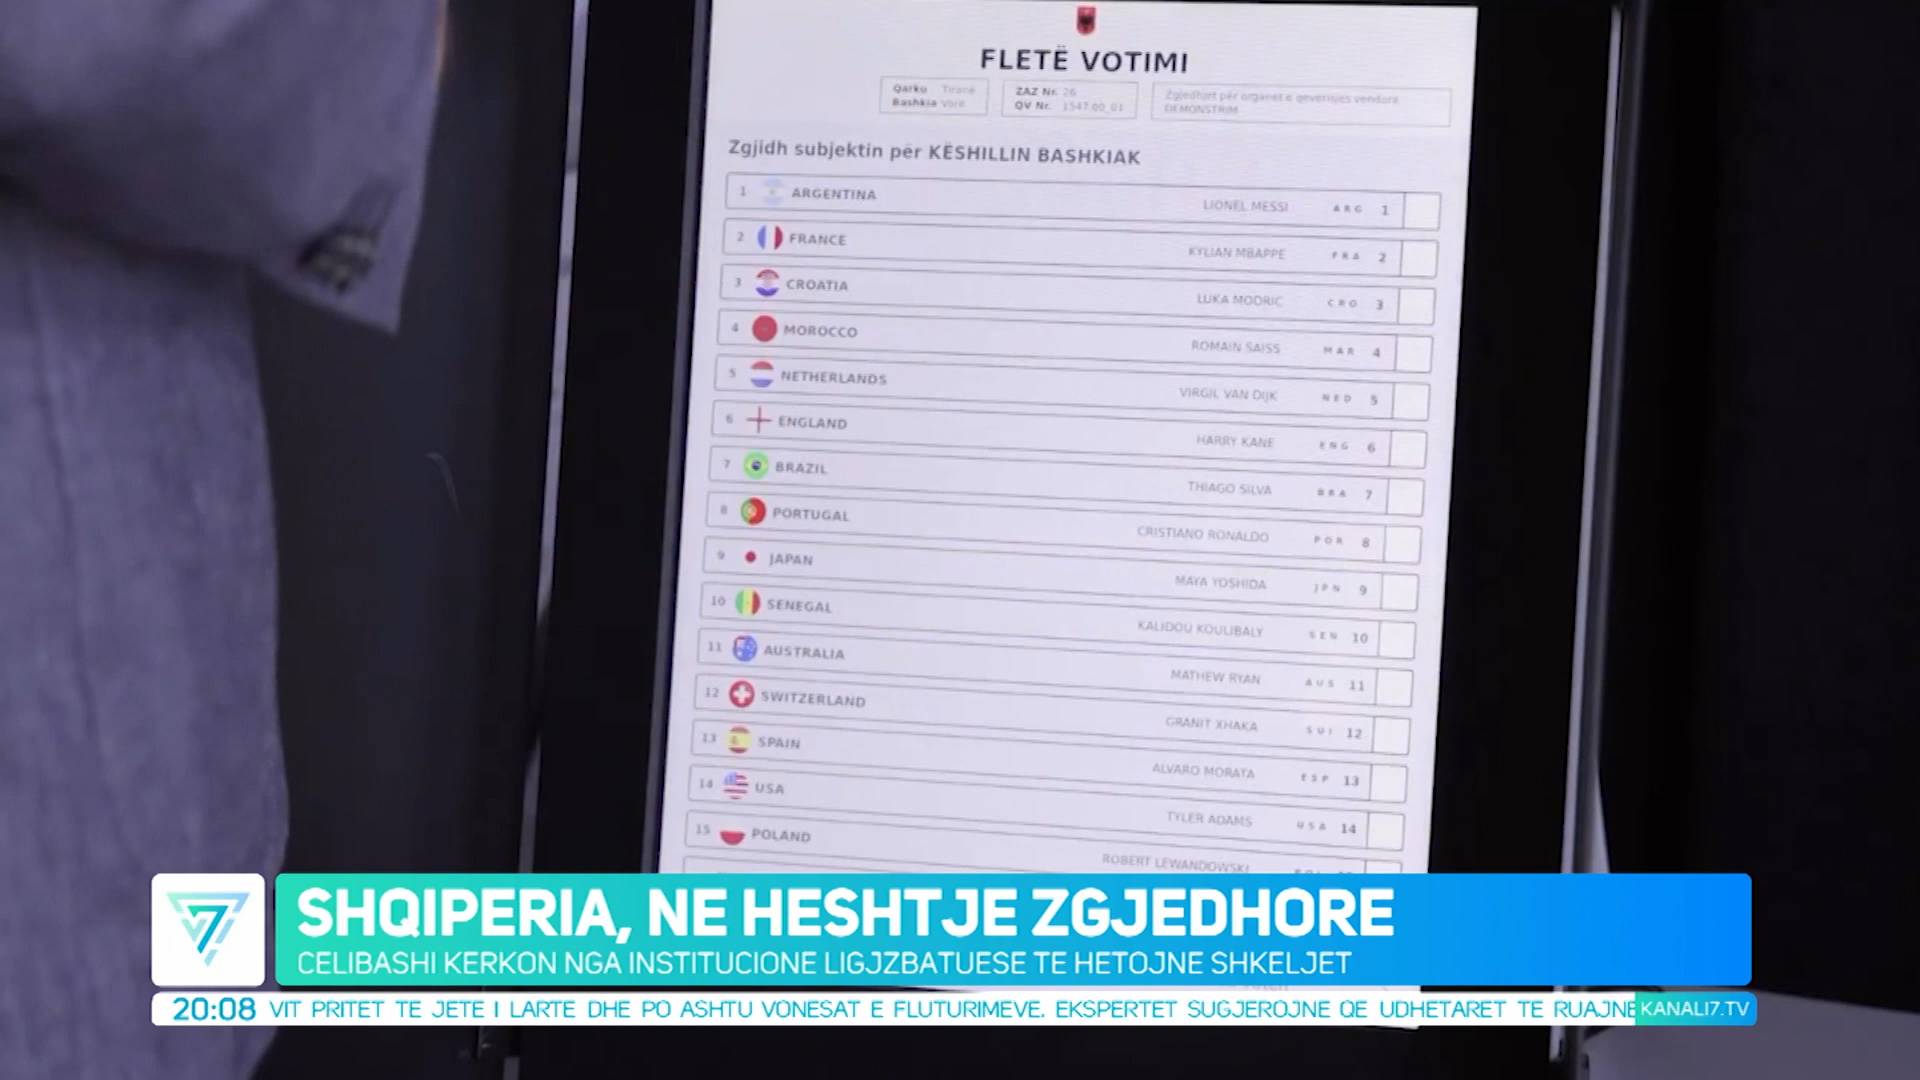 FLETË VOTIMI
Qarku Tiranë
Bashkia Vorë
ZAZ Nr. 26
QV Nr. 1547.00_01
Zgjedhjet për organet e qeverisjes vendore
DEMONSTRIM
Zgjidh subjektin për KËSHILLIN BASHKIAK
1 ARGENTINA LIONEL MESSI ARG 1
2 FRANCE KYLIAN MBAPPE FRA 2
3 CROATIA LUKA MODRIC CRO 3
4 MOROCCO ROMAIN SAISS MAR 4
5 NETHERLANDS VIRGIL VAN DIJK NED 5
6 ENGLAND HARRY KANE ENG 6
7 BRAZIL THIAGO SILVA BRA 7
8 PORTUGAL CRISTIANO RONALDO POR 8
9 JAPAN MAYA YOSHIDA JPN 9
10 SENEGAL KALIDOU KOULIBALY SEN 10
11 AUSTRALIA MATHEW RYAN AUS 11
12 SWITZERLAND GRANIT XHAKA SUI 12
13 SPAIN ALVARO MORATA ESP 13
14 USA TYLER ADAMS USA 14
15 POLAND ROBERT LEWANDOWSKI
SHQIPERIA, NE HESHTJE ZGJEDHORE
CELIBASHI KERKON NGA INSTITUCIONE LIGJZBATUESE TE HETOJNE SHKELJET
20:08 VIT PRITET TE JETE I LARTE DHE PO ASHTU VONESAT E FLUTURIMEVE. EKSPERTET SUGJEROJNE QE UDHETARET TE RUAJNE KANALI7.TV